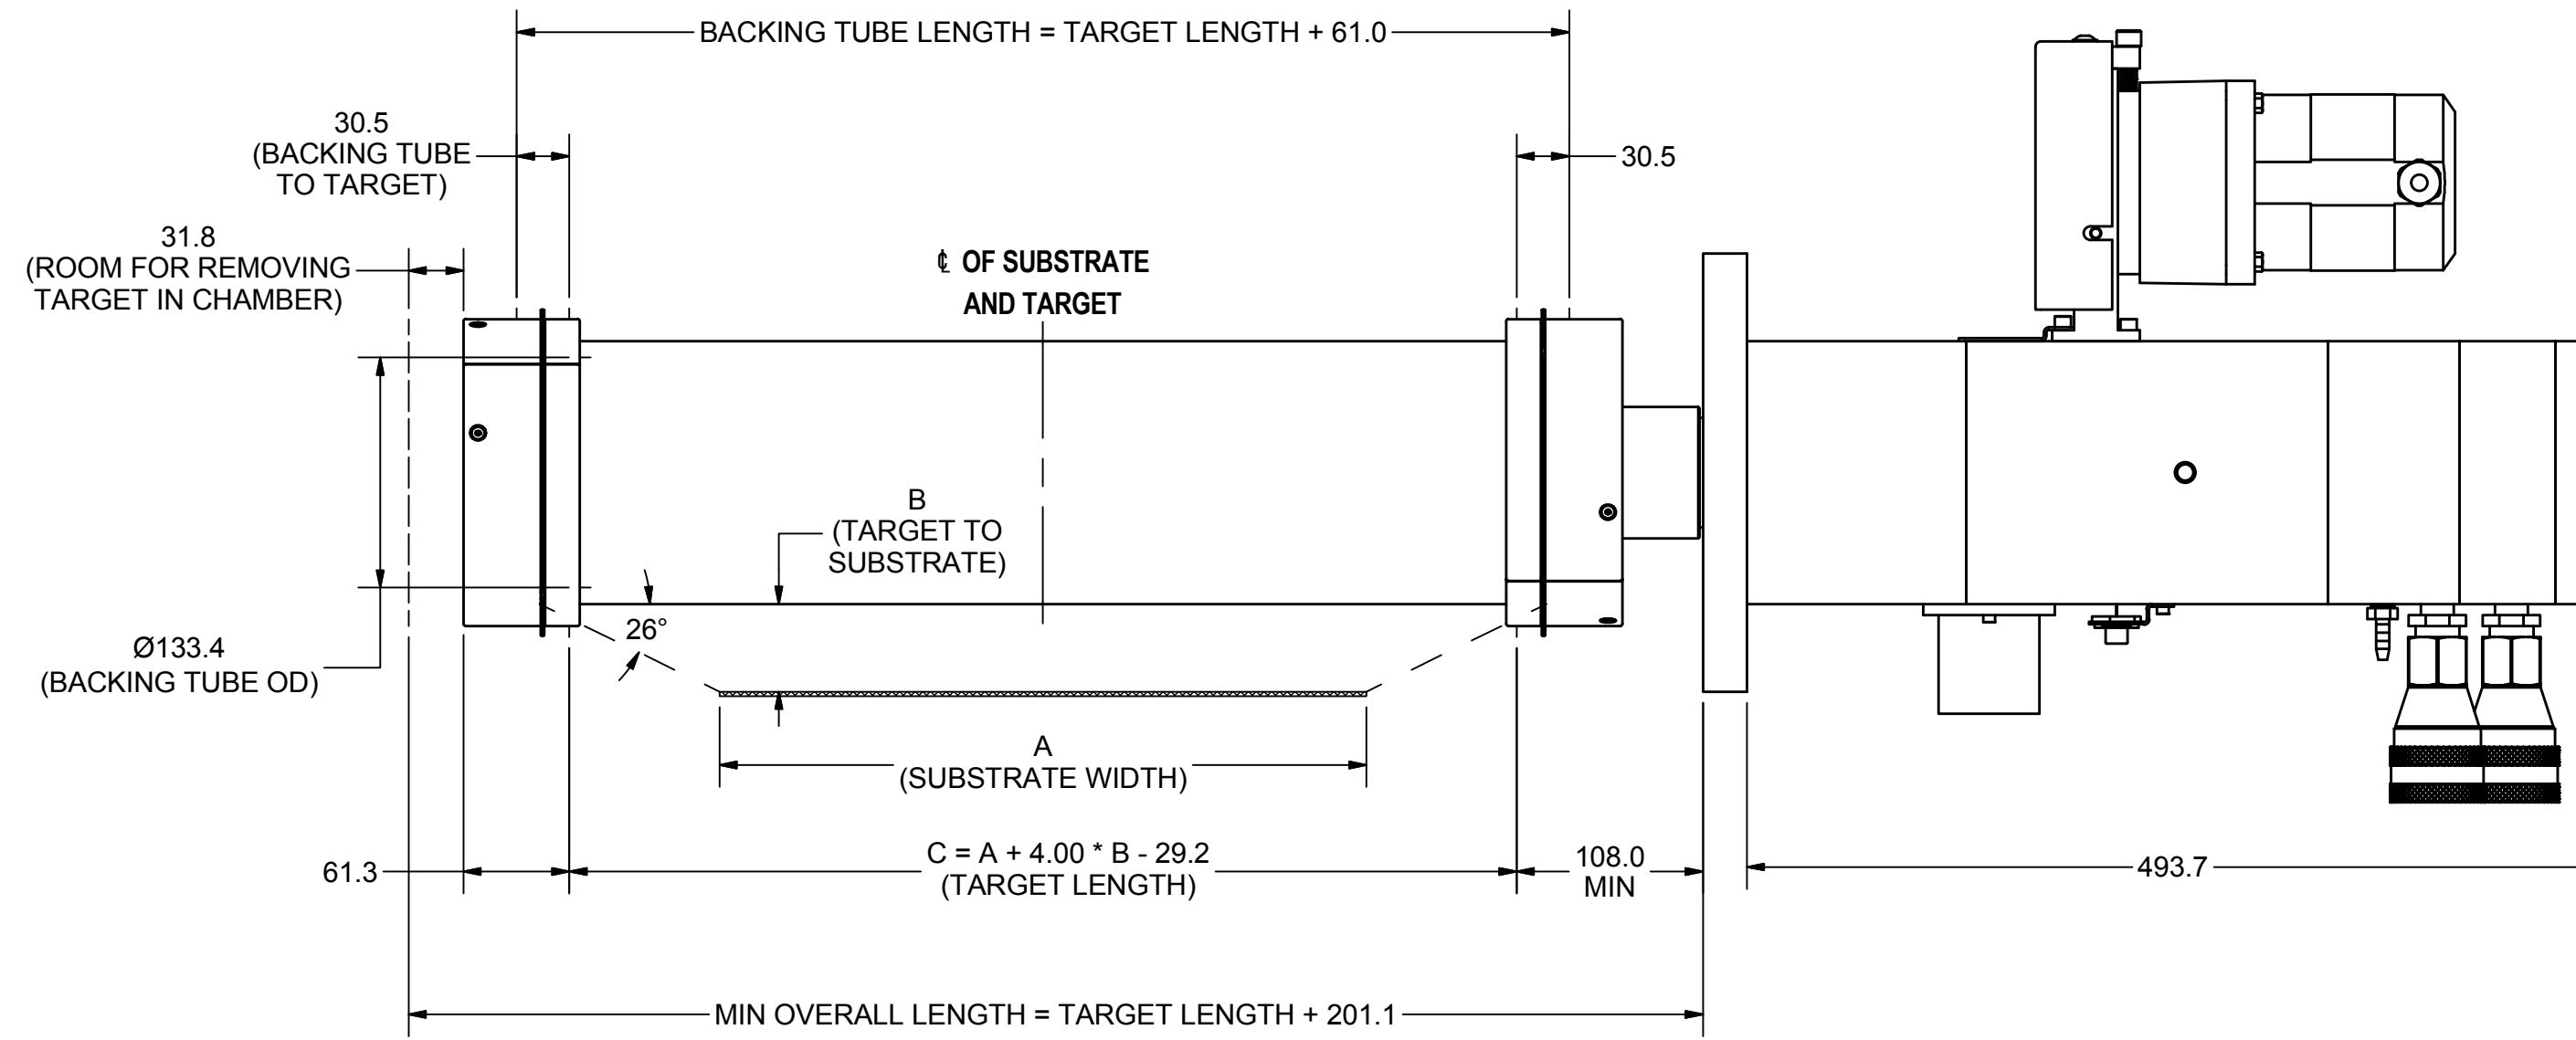 BACKING TUBE LENGTH = TARGET LENGTH + 61.0
30.5
(BACKING TUBE
TO TARGET)
30.5
31.8
(ROOM FOR REMOVING
TARGET IN CHAMBER)
℄ OF SUBSTRATE
AND TARGET
B
(TARGET TO
SUBSTRATE)
26°
Ø133.4
(BACKING TUBE OD)
A
(SUBSTRATE WIDTH)
61.3
C = A + 4.00 * B - 29.2
(TARGET LENGTH)
108.0
MIN
493.7
MIN OVERALL LENGTH = TARGET LENGTH + 201.1